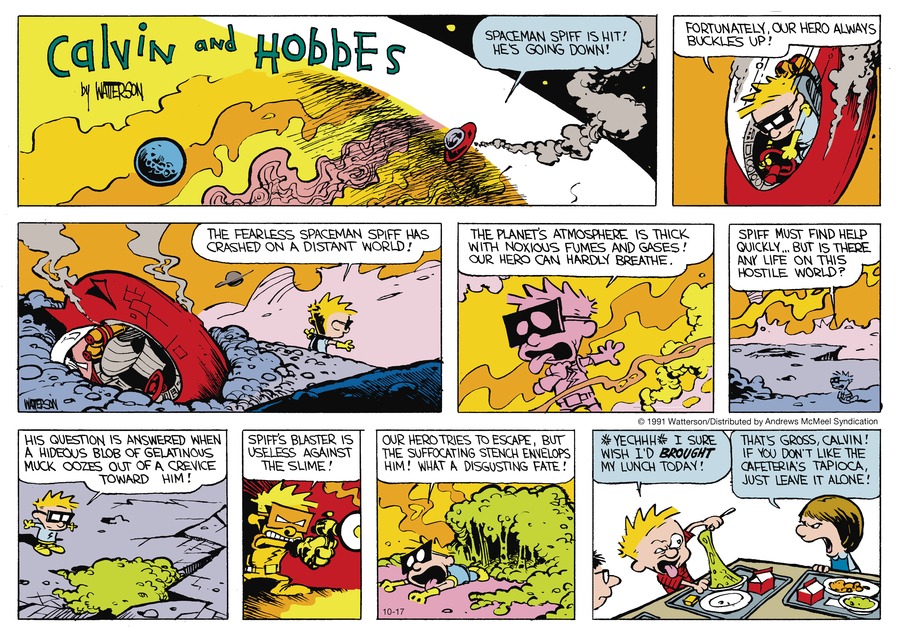 Calvin and Hobbes
by WATTERSON
SPACEMAN SPIFF IS HIT!
HE'S GOING DOWN!
FORTUNATELY, OUR HERO ALWAYS
BUCKLES UP!
THE FEARLESS SPACEMAN SPIFF HAS
CRASHED ON A DISTANT WORLD!
WATTERSON
THE PLANET'S ATMOSPHERE IS THICK
WITH NOXIOUS FUMES AND GASES!
OUR HERO CAN HARDLY BREATHE.
SPIFF MUST FIND HELP
QUICKLY... BUT IS THERE
ANY LIFE ON THIS
HOSTILE WORLD?
© 1991 Watterson/Distributed by Andrews McMeel Syndication
HIS QUESTION IS ANSWERED WHEN
A HIDEOUS BLOB OF GELATINOUS
MUCK OOZES OUT OF A CREVICE
TOWARD HIM!
SPIFF'S BLASTER IS
USELESS AGAINST
THE SLIME!
OUR HERO TRIES TO ESCAPE, BUT
THE SUFFOCATING STENCH ENVELOPS
HIM! WHAT A DISGUSTING FATE!
10-17
*YECHHH* I SURE
WISH I'D BROUGHT
MY LUNCH TODAY!
THAT'S GROSS, CALVIN!
IF YOU DON'T LIKE THE
CAFETERIA'S TAPIOCA,
JUST LEAVE IT ALONE!